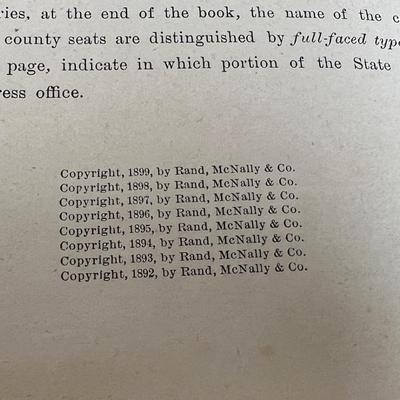 ries, at the end of the book, the name of the c
county seats are distinguished by full-faced type
page, indicate in which portion of the State
ress office.
Copyright, 1899, by Rand, McNally & Co.
Copyright, 1898, by Rand, McNally & Co.
Copyright, 1897, by Rand, McNally & Co.
Copyright, 1896, by Rand, McNally & Co.
Copyright, 1895, by Rand, McNally & Co.
Copyright, 1894, by Rand, McNally & Co.
Copyright, 1893, by Rand, McNally & Co.
Copyright, 1892, by Rand, McNally & Co.